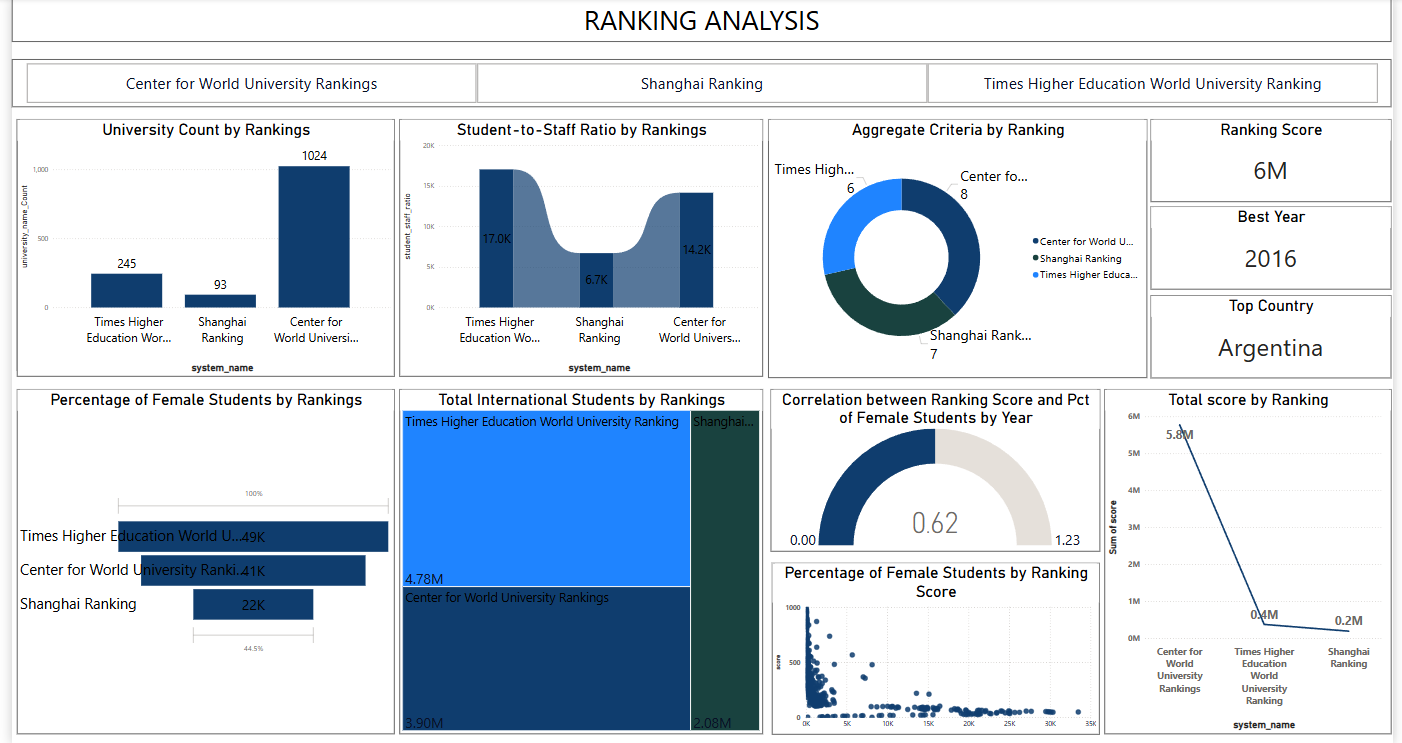 RANKING ANALYSIS
Center for World University Rankings
Shanghai Ranking
Times Higher Education World University Ranking
University Count by Rankings
university_name_Count
1,000
500
0
245
93
1024
Times Higher
Education Wor...
Shanghai
Ranking
Center for
World Universi...
system_name
Student-to-Staff Ratio by Rankings
student_staff_ratio
20K
15K
10K
5K
0K
17.0K
6.7K
14.2K
Times Higher
Education Wo...
Shanghai
Ranking
Center for
World Univers...
system_name
Aggregate Criteria by Ranking
Times High...
6
Center fo...
8
Shanghai Rank...
7
Center for World U...
Shanghai Ranking
Times Higher Educa...
Ranking Score
6M
Best Year
2016
Top Country
Argentina
Percentage of Female Students by Rankings
100%
Times Higher Education World U...
49K
Center for World University Ranki...
41K
Shanghai Ranking
22K
44.5%
Total International Students by Rankings
Times Higher Education World University Ranking
4.78M
Center for World University Rankings
3.90M
Shanghai...
2.08M
Correlation between Ranking Score and Pct
of Female Students by Year
0.62
0.00
1.23
Percentage of Female Students by Ranking
Score
score
1000
500
0
0K
5K
10K
15K
20K
25K
30K
35K
Total score by Ranking
Sum of score
6M
5M
4M
3M
2M
1M
0M
5.8M
0.4M
0.2M
Center for
World
University
Rankings
Times Higher
Education
World
University
Ranking
Shanghai
Ranking
system_name